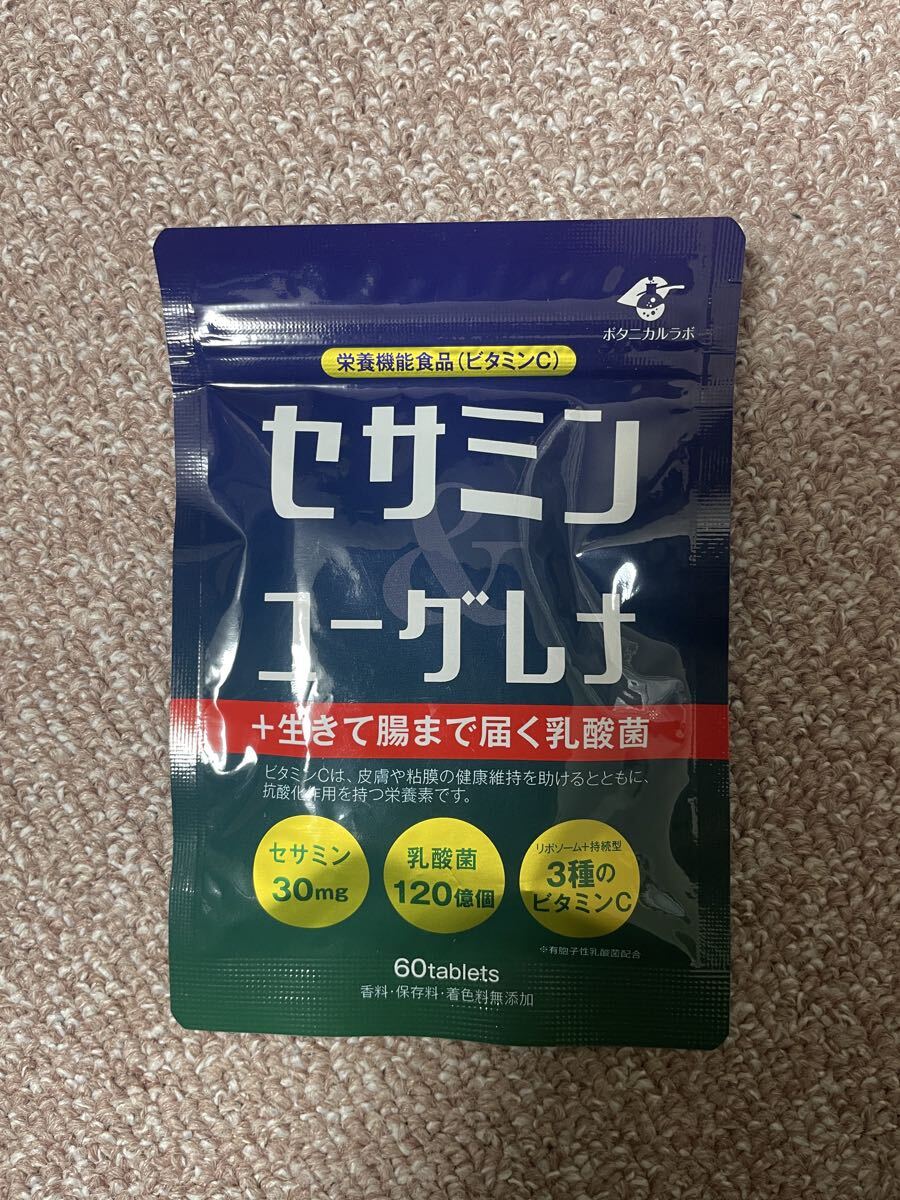 ボタニカルラボ
栄養機能食品(ビタミンC)
セサミン
&
ユーグレナ
+生きて腸まで届く乳酸菌
ビタミンCは、皮膚や粘膜の健康維持を助けるとともに、
抗酸化作用を持つ栄養素です。
セサミン
30mg
乳酸菌
120億個
リポソーム+持続型
3種の
ビタミンC
※有胞子性乳酸菌配合
60tablets
香料・保存料・着色料無添加